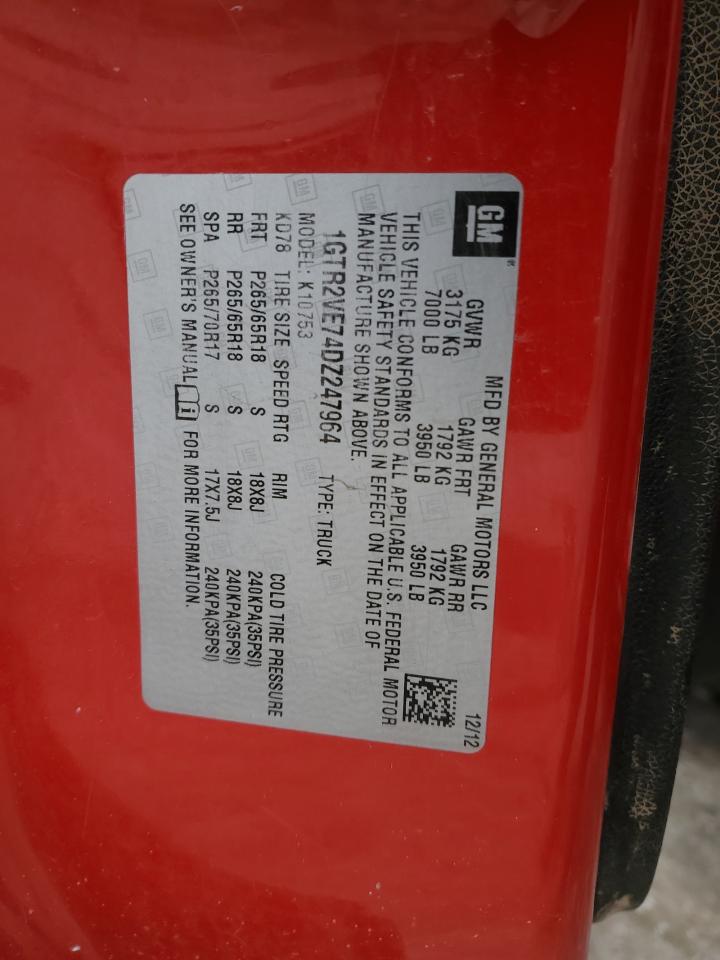 GM
MFD BY GENERAL MOTORS LLC 12/12
GVWR GAWR FRT GAWR RR
3175 KG 1792 KG 1792 KG
7000 LB 3950 LB 3950 LB
THIS VEHICLE CONFORMS TO ALL APPLICABLE U.S. FEDERAL MOTOR
VEHICLE SAFETY STANDARDS IN EFFECT ON THE DATE OF
MANUFACTURE SHOWN ABOVE.
1GTR2VE74DZ247964 TYPE: TRUCK
MODEL: K10753
KD78 TIRE SIZE SPEED RTG RIM COLD TIRE PRESSURE
FRT P265/65R18 S 18X8J 240KPA(35PSI)
RR P265/65R18 S 18X8J 240KPA(35PSI)
SPA P265/70R17 S 17X7.5J 240KPA(35PSI)
SEE OWNER'S MANUAL i FOR MORE INFORMATION.